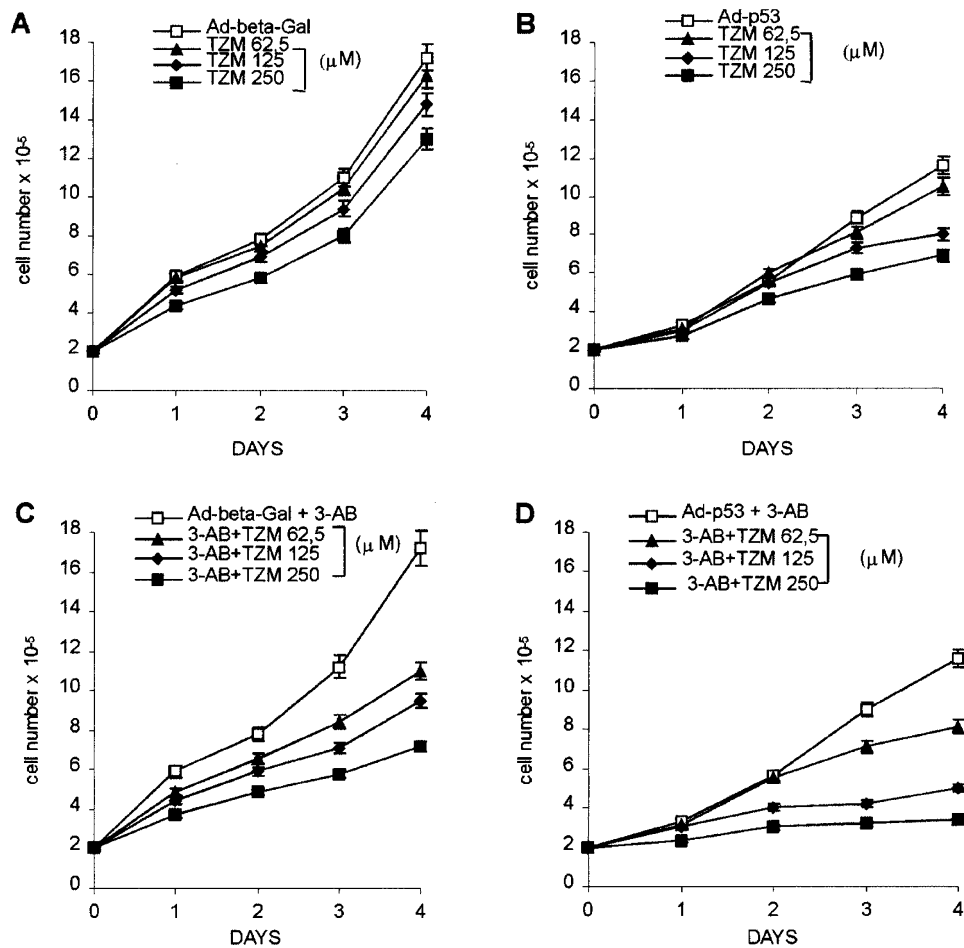 A
Ad-beta-Gal
TZM 62,5
TZM 125
TZM 250
(μM)
18
16
14
12
10
8
6
4
2
0
cell number x 10-5
0 1 2 3 4
DAYS
B
Ad-p53
TZM 62,5
TZM 125
TZM 250
(μM)
18
16
14
12
10
8
6
4
2
0
cell number x 10-5
0 1 2 3 4
DAYS
C
Ad-beta-Gal + 3-AB
3-AB+TZM 62,5
3-AB+TZM 125
3-AB+TZM 250
(μ M)
18
16
14
12
10
8
6
4
2
0
cell number x 10-5
0 1 2 3 4
DAYS
D
Ad-p53 + 3-AB
3-AB+TZM 62,5
3-AB+TZM 125
3-AB+TZM 250
(μM)
18
16
14
12
10
8
6
4
2
0
cell number x 10-5
0 1 2 3 4
DAYS